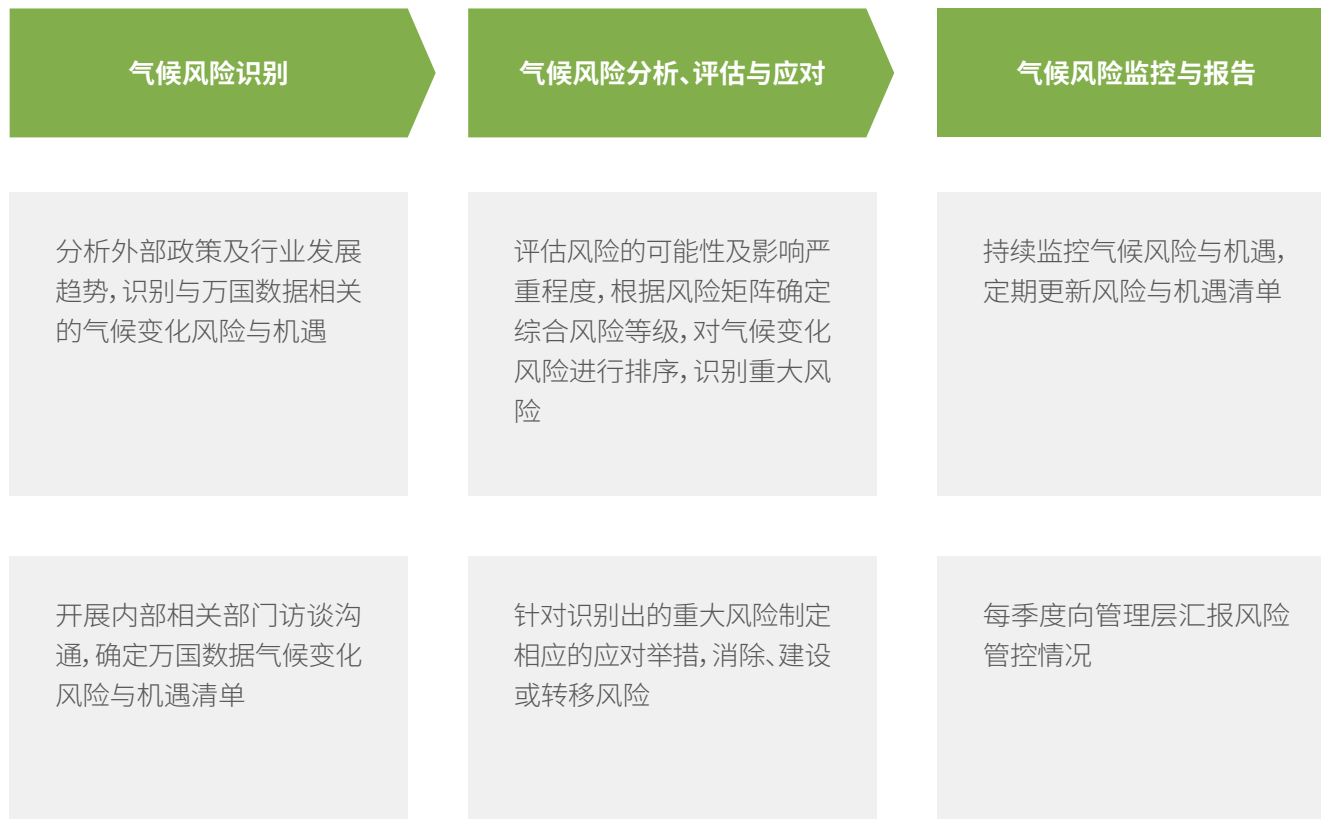 气候风险识别
气候风险分析、评估与应对
气候风险监控与报告
分析外部政策及行业发展
趋势,识别与万国数据相关
的气候变化风险与机遇
评估风险的可能性及影响严
重程度,根据风险矩阵确定
综合风险等级,对气候变化
风险进行排序,识别重大风
险
持续监控气候风险与机遇,
定期更新风险与机遇清单
开展内部相关部门访谈沟
通,确定万国数据气候变化
风险与机遇清单
针对识别出的重大风险制定
相应的应对举措,消除、建设
或转移风险
每季度向管理层汇报风险
管控情况